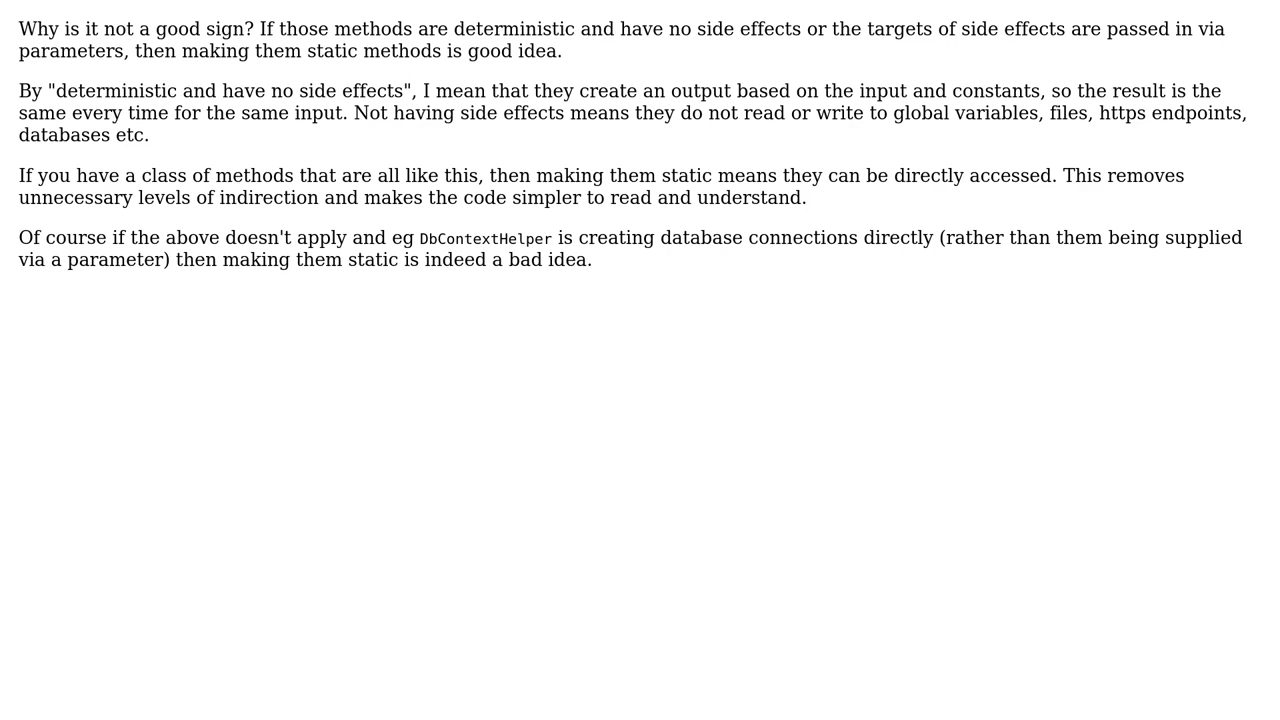 Why is it not a good sign? If those methods are deterministic and have no side effects or the targets of side effects are passed in via
parameters, then making them static methods is good idea.
By "deterministic and have no side effects", I mean that they create an output based on the input and constants, so the result is the
same every time for the same input. Not having side effects means they do not read or write to global variables, files, https endpoints,
databases etc.
If you have a class of methods that are all like this, then making them static means they can be directly accessed. This removes
unnecessary levels of indirection and makes the code simpler to read and understand.
Of course if the above doesn't apply and eg DbContextHelper is creating database connections directly (rather than them being supplied
via a parameter) then making them static is indeed a bad idea.